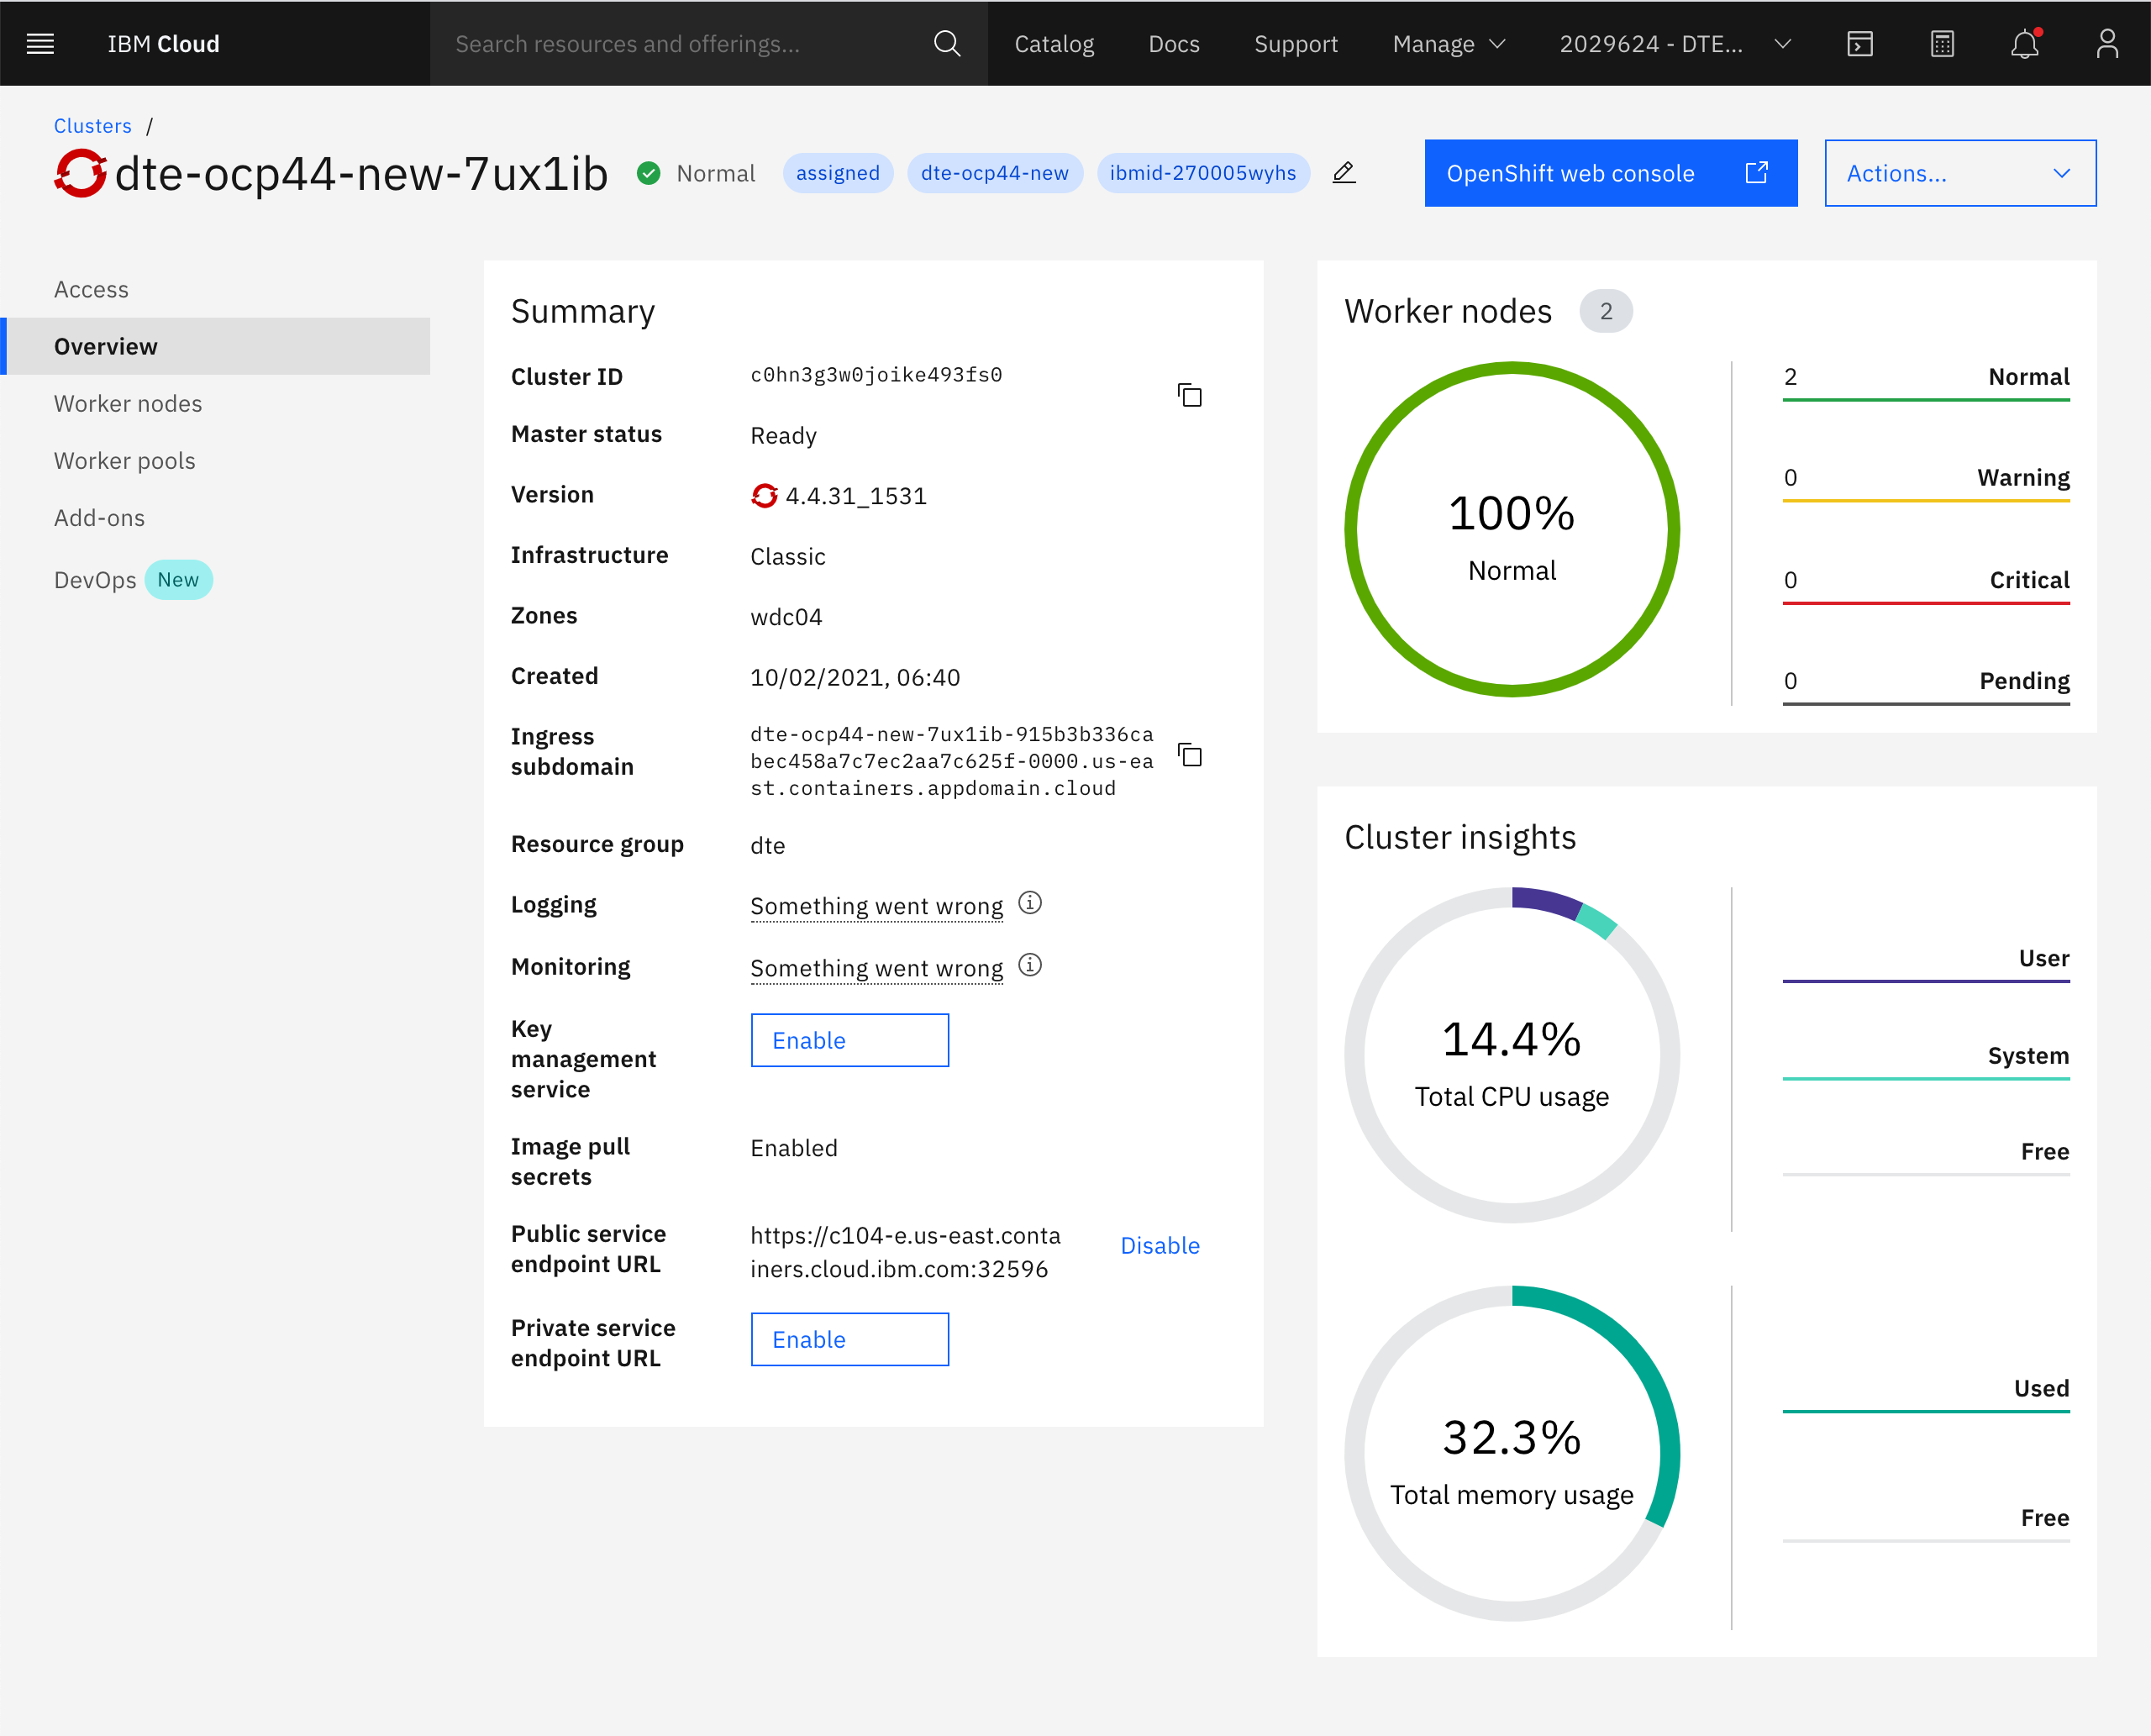 IBM Cloud
Search resources and offerings...
Catalog
Docs
Support
Manage
2029624 - DTE...
Clusters /
dte-ocp44-new-7ux1ib
Normal
assigned
dte-ocp44-new
ibmid-270005wyhs
OpenShift web console
Actions...
Access
Overview
Worker nodes
Worker pools
Add-ons
DevOps New
Summary
Cluster ID
c0hn3g3w0joike493fs0
Master status
Ready
Version
4.4.31_1531
Infrastructure
Classic
Zones
wdc04
Created
10/02/2021, 06:40
Ingress
subdomain
dte-ocp44-new-7ux1ib-915b3b336ca
bec458a7c7ec2aa7c625f-0000.us-ea
st.containers.appdomain.cloud
Resource group
dte
Logging
Something went wrong
Monitoring
Something went wrong
Key
management
service
Enable
Image pull
secrets
Enabled
Public service
endpoint URL
https://c104-e.us-east.conta
iners.cloud.ibm.com:32596
Disable
Private service
endpoint URL
Enable
Worker nodes 2
100%
Normal
2 Normal
0 Warning
0 Critical
0 Pending
Cluster insights
14.4%
Total CPU usage
User
System
Free
32.3%
Total memory usage
Used
Free